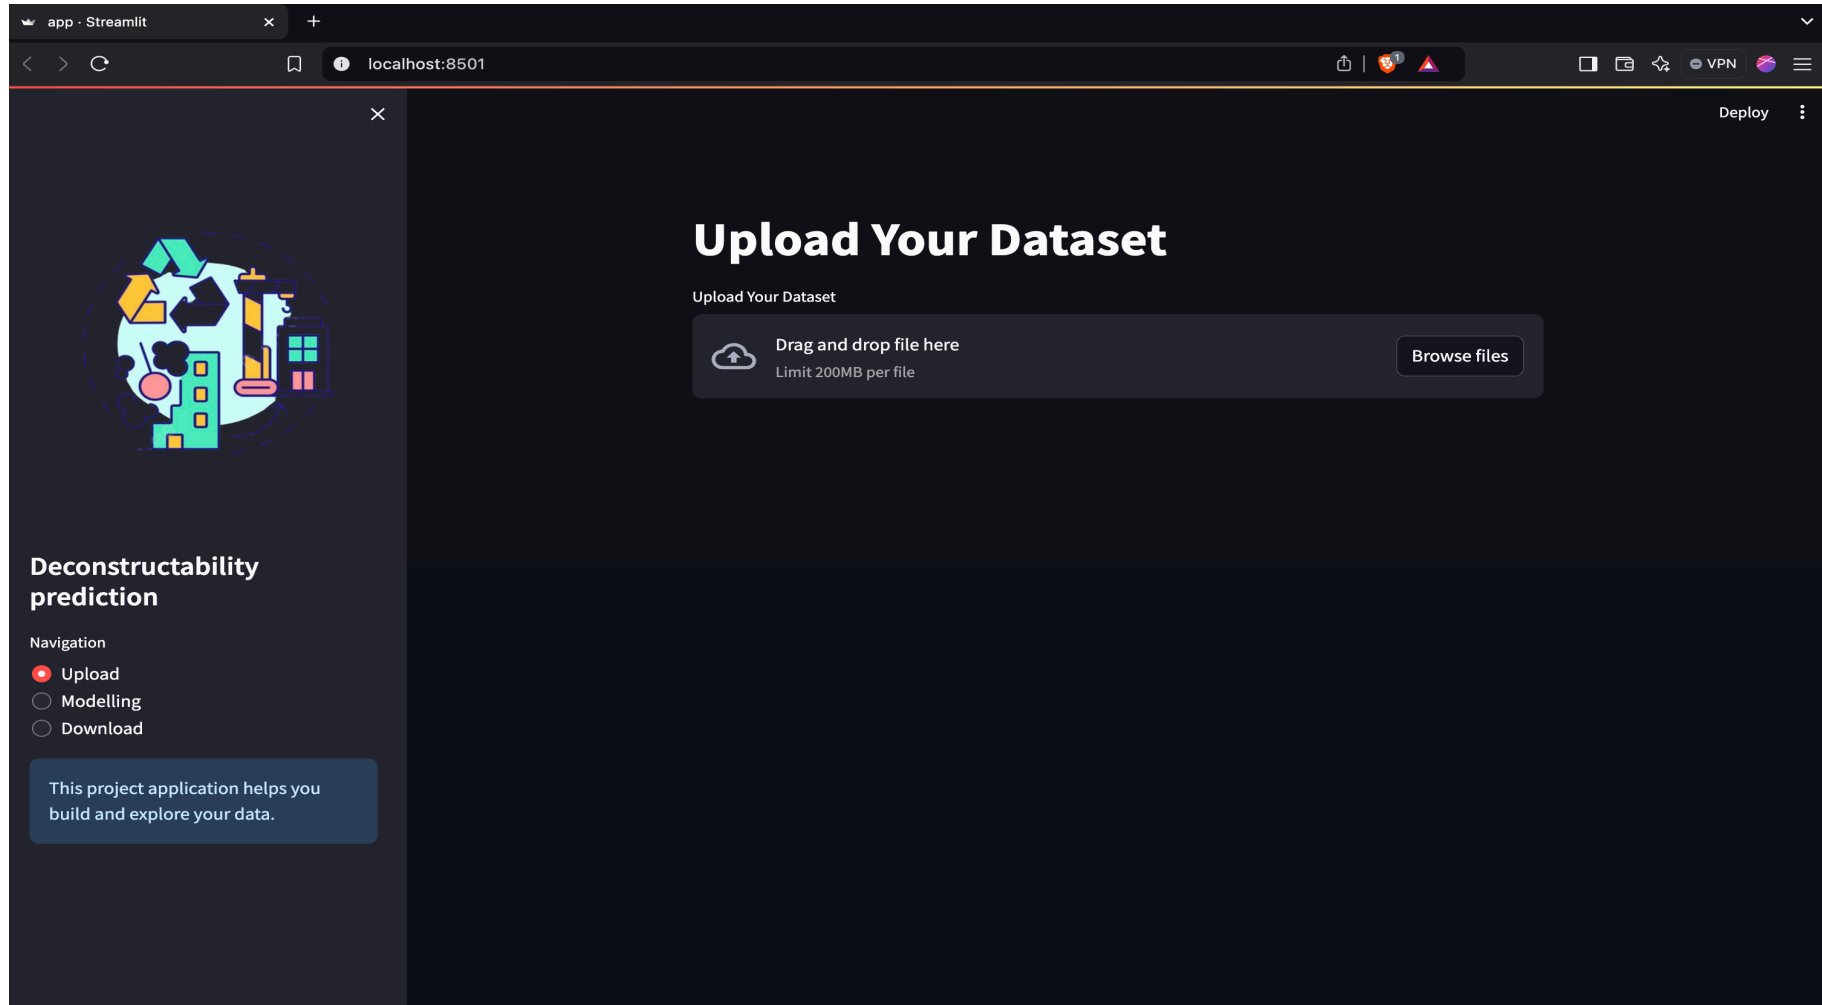 app · Streamlit
localhost:8501
1
VPN
Deploy
Upload Your Dataset
Upload Your Dataset
Drag and drop file here
Limit 200MB per file
Browse files
Deconstructability
prediction
Navigation
Upload
Modelling
Download
This project application helps you
build and explore your data.